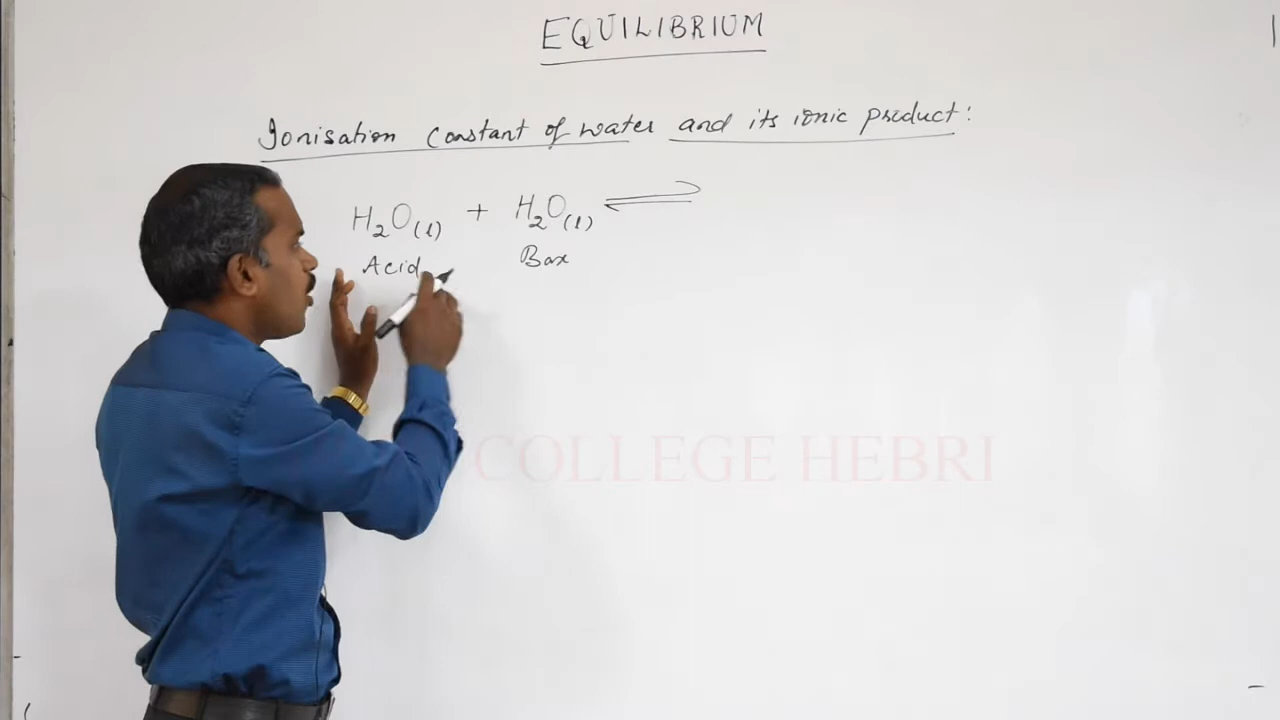 EQUILIBRIUM
Ionisation constant of water and its ionic product:
H₂O(l) + H₂O(l) ⇌
Acid Base
COLLEGE HEBRI